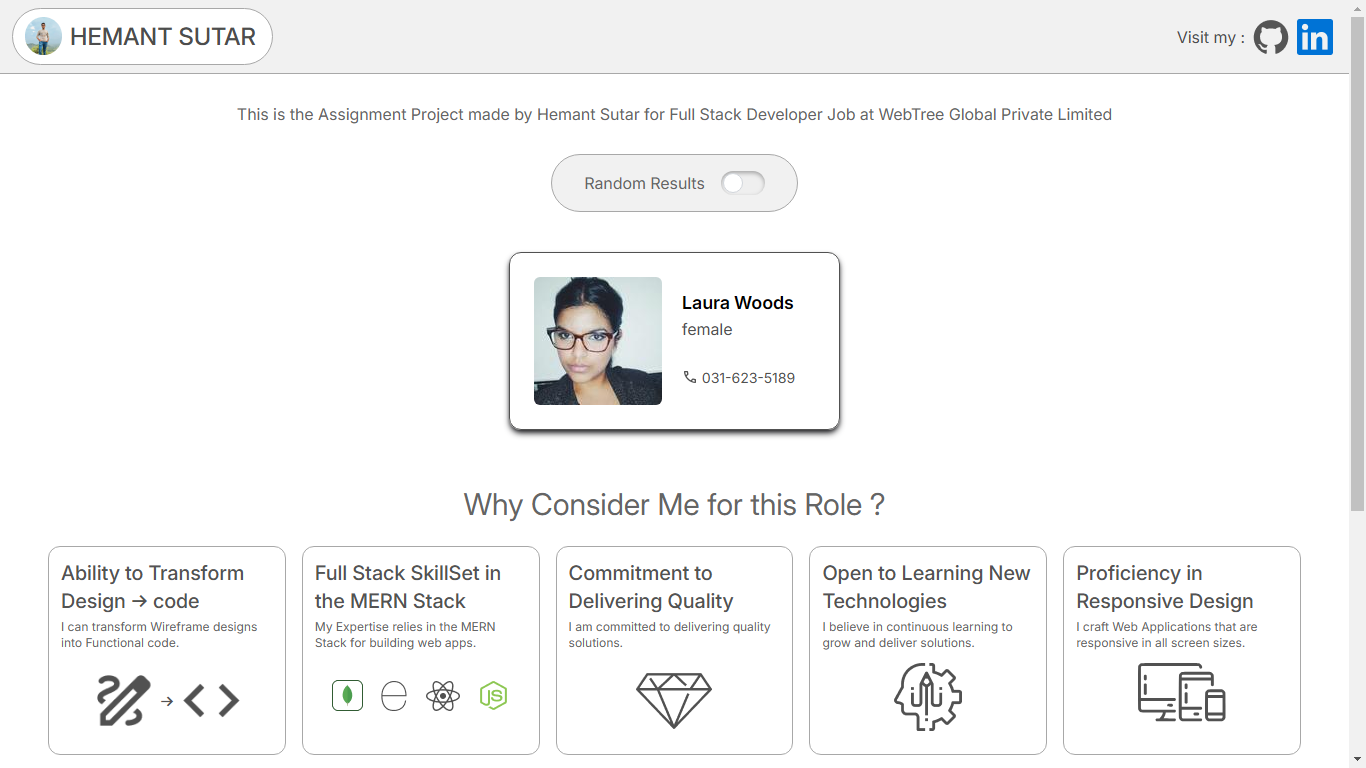 HEMANT SUTAR
Visit my :
in
This is the Assignment Project made by Hemant Sutar for Full Stack Developer Job at WebTree Global Private Limited
Random Results
Laura Woods
female
031-623-5189
Why Consider Me for this Role ?
Ability to Transform
Design → code
I can transform Wireframe designs
into Functional code.
→
Full Stack SkillSet in
the MERN Stack
My Expertise relies in the MERN
Stack for building web apps.
JS
Commitment to
Delivering Quality
I am committed to delivering quality
solutions.
Open to Learning New
Technologies
I believe in continuous learning to
grow and deliver solutions.
Proficiency in
Responsive Design
I craft Web Applications that are
responsive in all screen sizes.